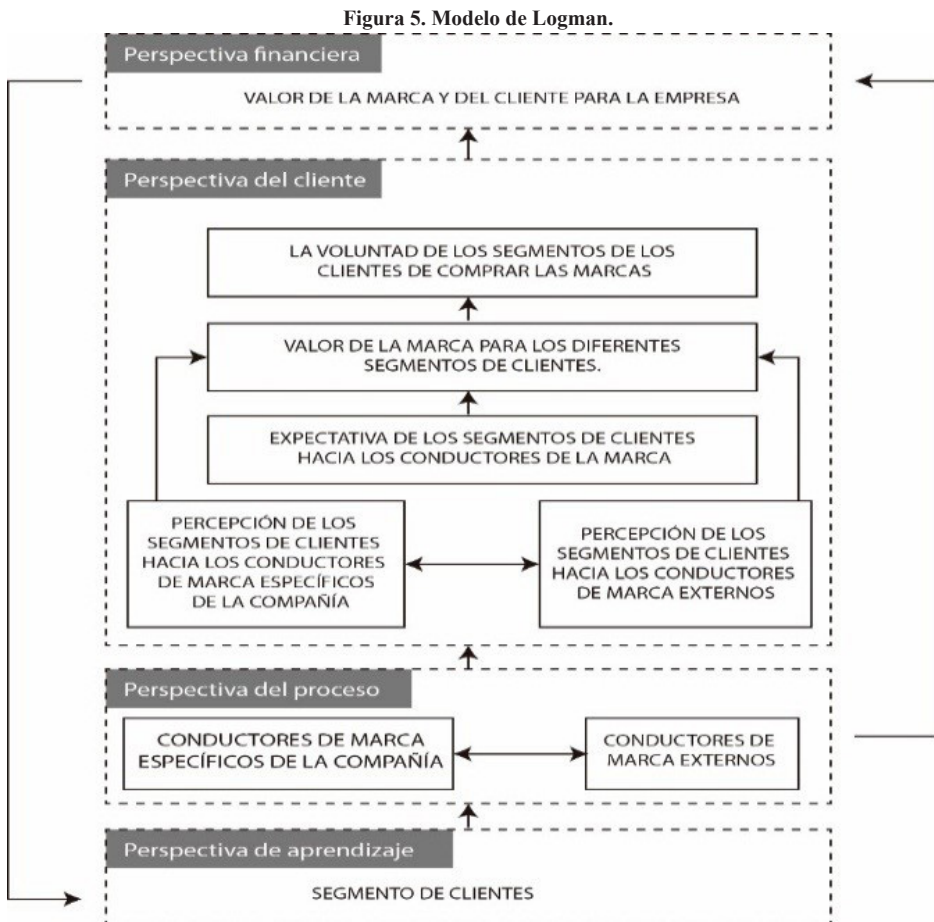 Figura 5. Modelo de Logman.
Perspectiva financiera
VALOR DE LA MARCA Y DEL CLIENTE PARA LA EMPRESA
Perspectiva del cliente
LA VOLUNTAD DE LOS SEGMENTOS DE LOS
CLIENTES DE COMPRAR LAS MARCAS
VALOR DE LA MARCA PARA LOS DIFERENTES
SEGMENTOS DE CLIENTES.
EXPECTATIVA DE LOS SEGMENTOS DE CLIENTES
HACIA LOS CONDUCTORES DE LA MARCA
PERCEPCIÓN DE LOS
SEGMENTOS DE CLIENTES
HACIA LOS CONDUCTORES
DE MARCA ESPECÍFICOS
DE LA COMPAÑÍA
PERCEPCIÓN DE LOS
SEGMENTOS DE CLIENTES
HACIA LOS CONDUCTORES
DE MARCA EXTERNOS
Perspectiva del proceso
CONDUCTORES DE MARCA
ESPECÍFICOS DE LA COMPAÑÍA
CONDUCTORES DE
MARCA EXTERNOS
Perspectiva de aprendizaje
SEGMENTO DE CLIENTES